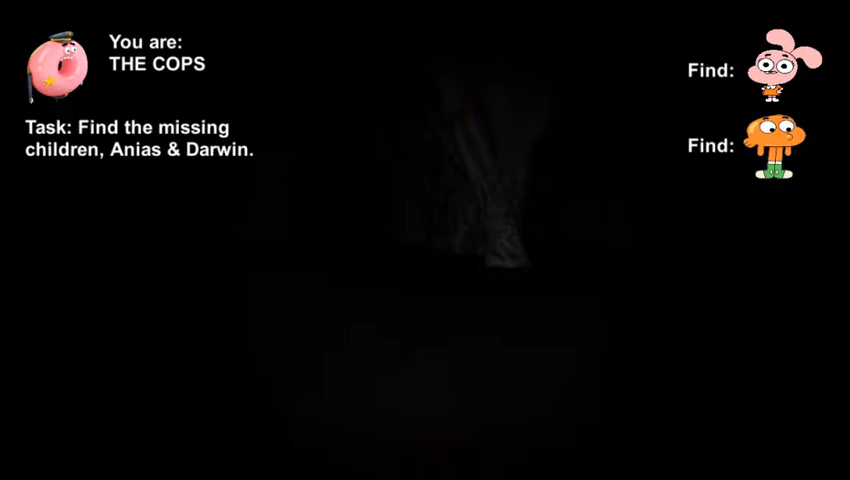 You are:
THE COPS
Task: Find the missing
children, Anias & Darwin.
Find:
Find: